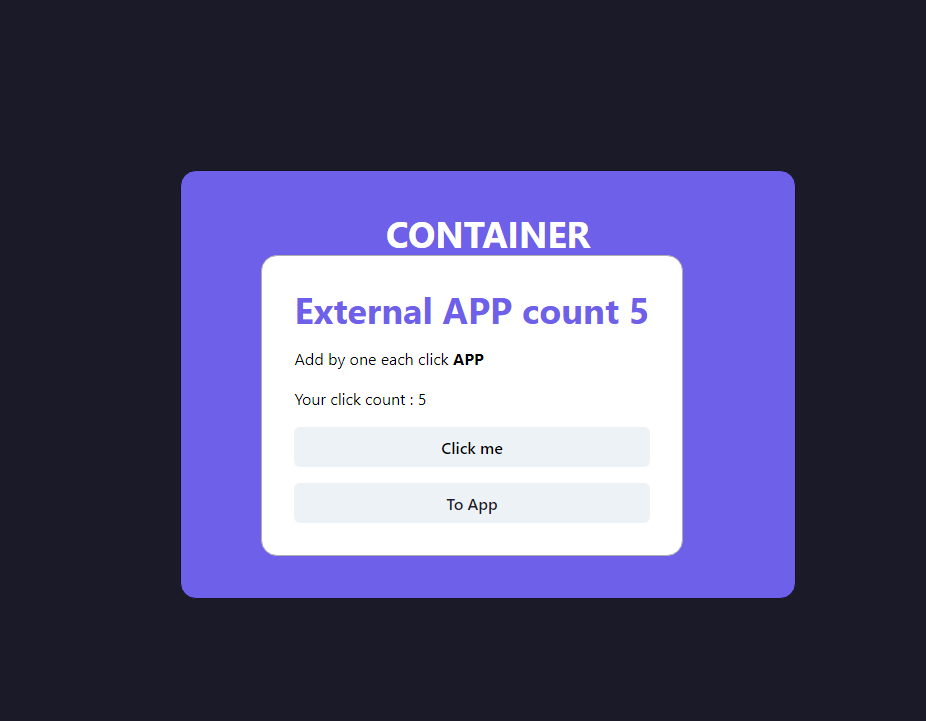 CONTAINER
External APP count 5
Add by one each click APP
Your click count : 5
Click me
To App